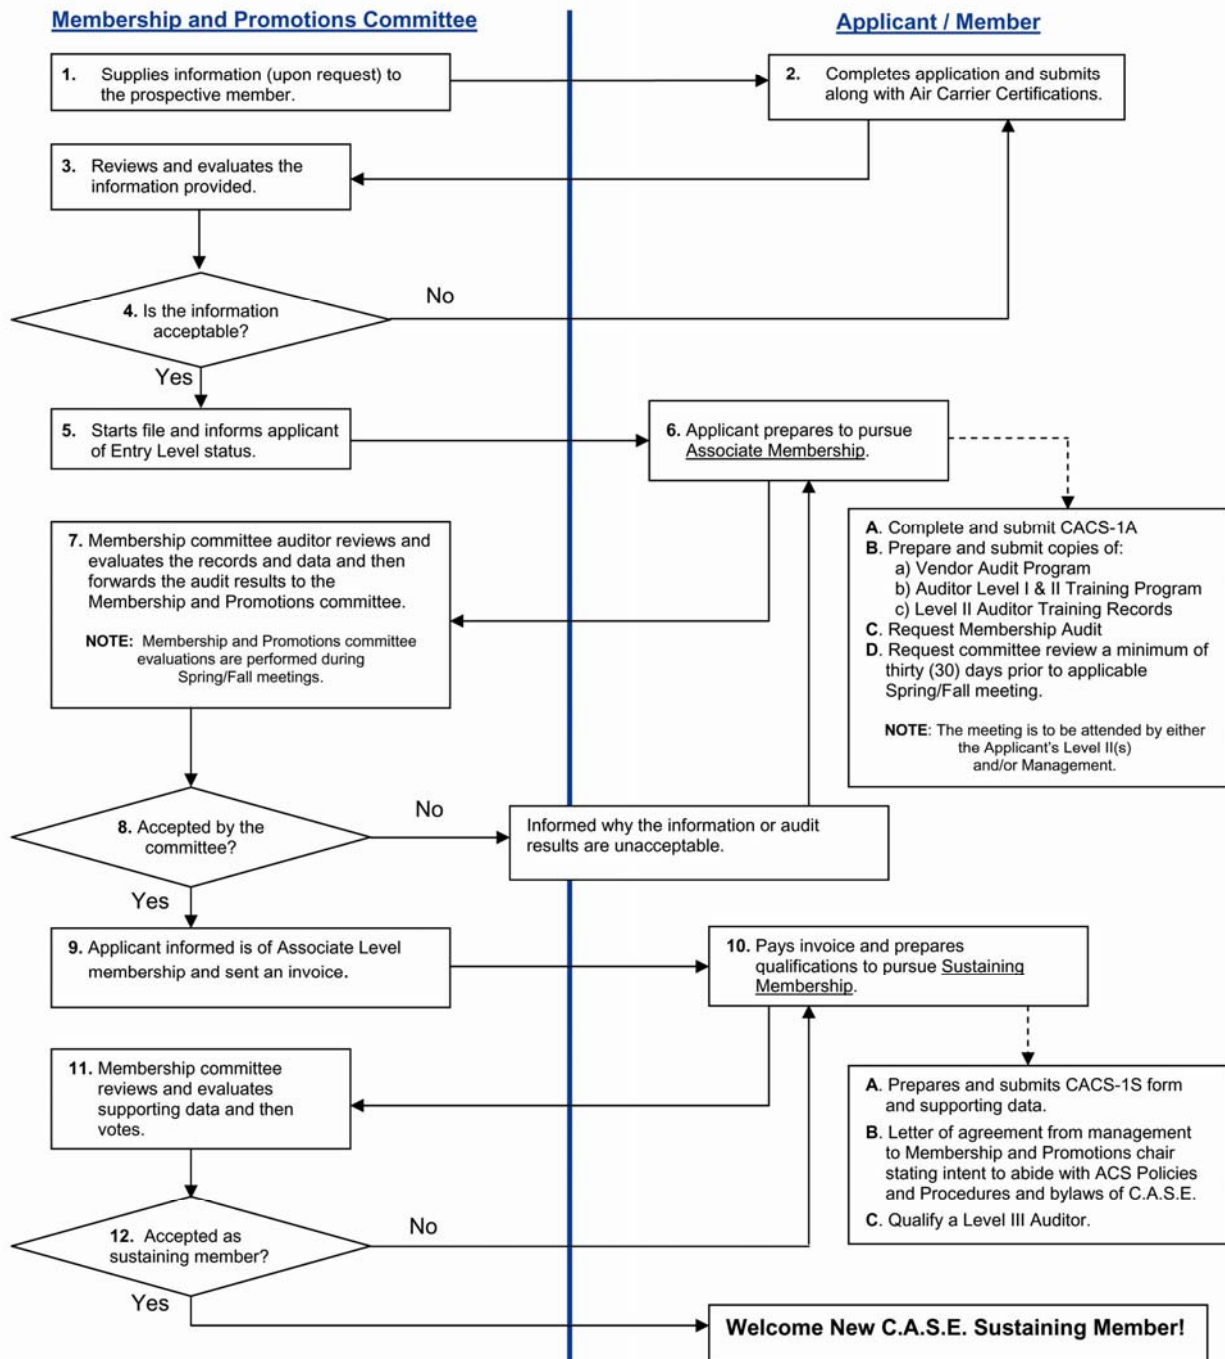 Membership and Promotions Committee
Applicant / Member
1. Supplies information (upon request) to
the prospective member.
2. Completes application and submits
along with Air Carrier Certifications.
3. Reviews and evaluates the
information provided.
4. Is the information
acceptable?
No
Yes
5. Starts file and informs applicant
of Entry Level status.
6. Applicant prepares to pursue
Associate Membership.
A. Complete and submit CACS-1A
B. Prepare and submit copies of:
a) Vendor Audit Program
b) Auditor Level I & II Training Program
c) Level II Auditor Training Records
C. Request Membership Audit
D. Request committee review a minimum of
thirty (30) days prior to applicable
Spring/Fall meeting.
NOTE: The meeting is to be attended by either
the Applicant's Level II(s)
and/or Management.
7. Membership committee auditor reviews and
evaluates the records and data and then
forwards the audit results to the
Membership and Promotions committee.
NOTE: Membership and Promotions committee
evaluations are performed during
Spring/Fall meetings.
8. Accepted by the
committee?
No
Informed why the information or audit
results are unacceptable.
Yes
9. Applicant informed is of Associate Level
membership and sent an invoice.
10. Pays invoice and prepares
qualifications to pursue Sustaining
Membership.
A. Prepares and submits CACS-1S form
and supporting data.
B. Letter of agreement from management
to Membership and Promotions chair
stating intent to abide with ACS Policies
and Procedures and bylaws of C.A.S.E.
C. Qualify a Level III Auditor.
11. Membership committee
reviews and evaluates
supporting data and then
votes.
12. Accepted as
sustaining member?
No
Yes
Welcome New C.A.S.E. Sustaining Member!